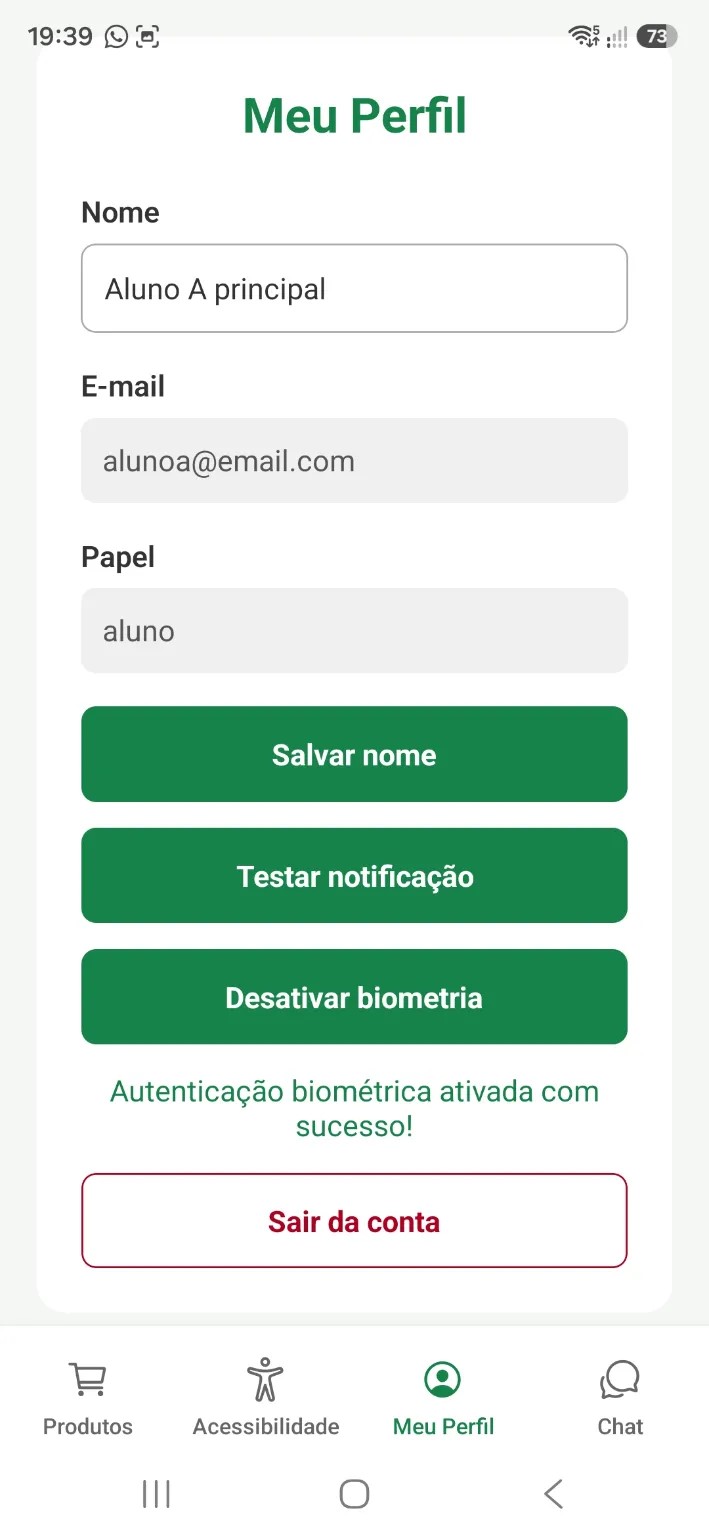 19:39
5
73
Meu Perfil
Nome
Aluno A principal
E-mail
alunoa@email.com
Papel
aluno
Salvar nome
Testar notificação
Desativar biometria
Autenticação biométrica ativada com
sucesso!
Sair da conta
Produtos
Acessibilidade
Meu Perfil
Chat